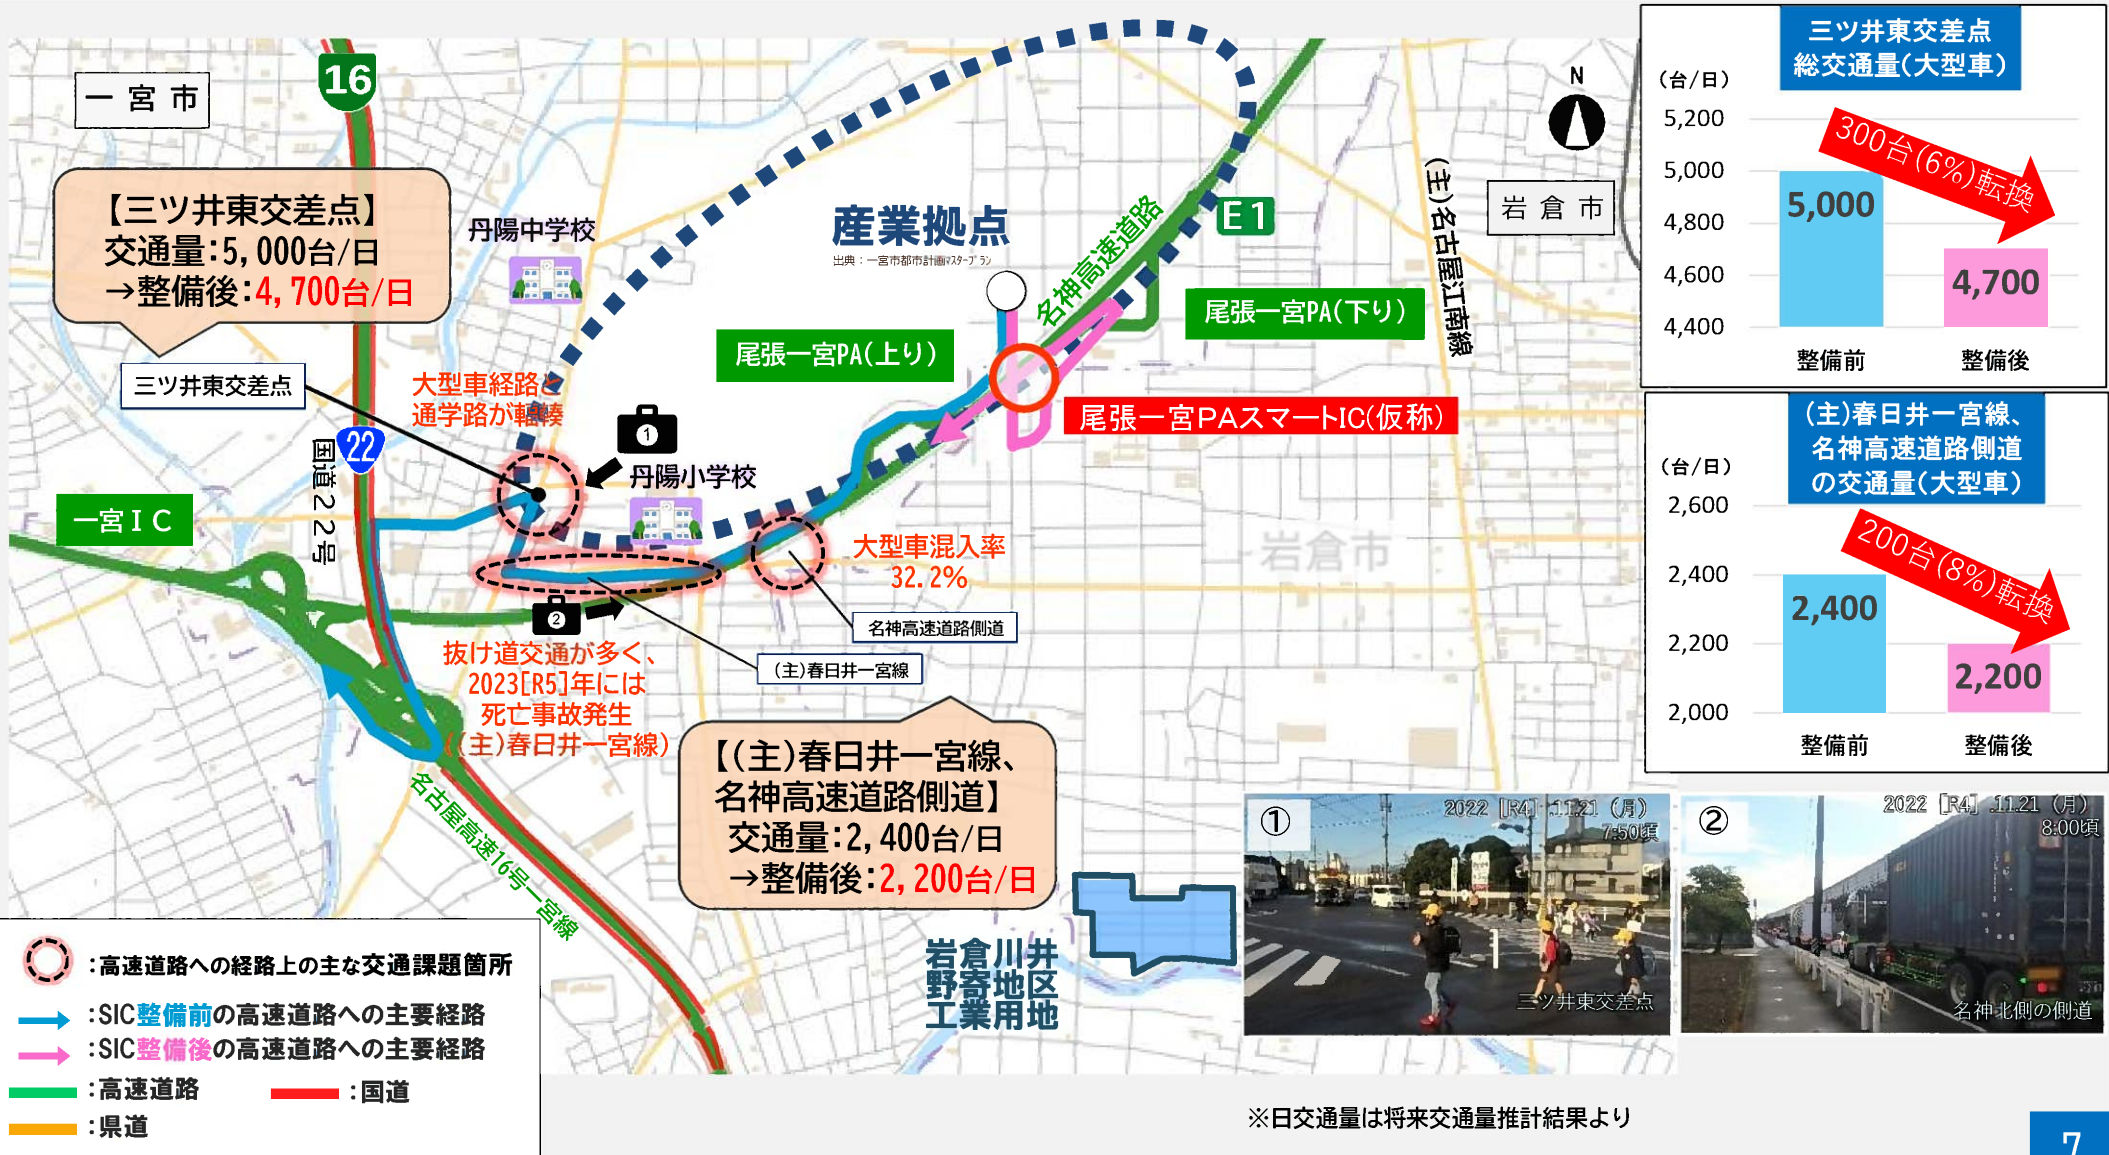 一宮市
16
【三ツ井東交差点】
交通量:5,000台/日
→整備後:4,700台/日
三ツ井東交差点
丹陽中学校
産業拠点
出典:一宮市都市計画マスタープラン
名神高速道路
E1
尾張一宮PA(上り)
尾張一宮PA(下り)
(主)名古屋江南線
岩倉市
N
大型車経路と
通学路が輻輳
1
丹陽小学校
尾張一宮PAスマートIC(仮称)
22
国道22号
一宮IC
岩倉市
大型車混入率
32.2%
名神高速道路側道
(主)春日井一宮線
2
抜け道交通が多く、
2023[R5]年には
死亡事故発生
((主)春日井一宮線)
【(主)春日井一宮線、
名神高速道路側道】
交通量:2,400台/日
→整備後:2,200台/日
名古屋高速16号一宮線
岩倉川井
野寄地区
工業用地
三ツ井東交差点
総交通量(大型車)
(台/日)
5,200
5,000
4,800
4,600
4,400
300台(6%)転換
5,000
4,700
整備前
整備後
(主)春日井一宮線、
名神高速道路側道
の交通量(大型車)
(台/日)
2,600
2,400
2,200
2,000
200台(8%)転換
2,400
2,200
整備前
整備後
①
2022 [R4] .11.21 (月)
7:50頃
三ツ井東交差点
②
2022 [R4] .11.21 (月)
8:00頃
名神北側の側道
:高速道路への経路上の主な交通課題箇所
:SIC整備前の高速道路への主要経路
:SIC整備後の高速道路への主要経路
:高速道路
:国道
:県道
※日交通量は将来交通量推計結果より
7